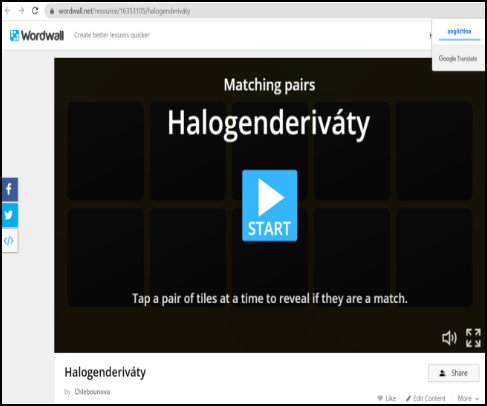 wordwall.net/resource/16353105/halogenderiváty
angličtina
Google Translate
Wordwall
Create better lessons quicker
Matching pairs
Halogenderiváty
START
Tap a pair of tiles at a time to reveal if they are a match.
Halogenderiváty
Share
by Chlebounova
Like
Edit Content
More